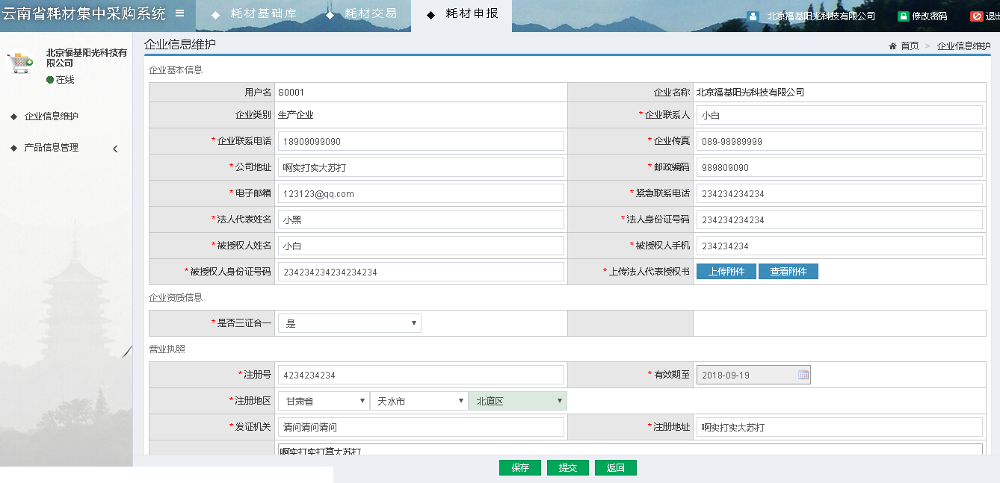 云南省耗材集中采购系统 ≡ ◆ 耗材基础库 ◆ 耗材交易 ◆ 耗材申报 北京福基阳光科技有限公司 修改密码 退出
北京福基阳光科技有限公司
在线
◆ 企业信息维护
◆ 产品信息管理
企业信息维护 首页 > 企业信息维护
企业基本信息
用户名 S0001 企业名称 北京福基阳光科技有限公司
企业类别 生产企业 *企业联系人 小白
*企业联系电话 18909099090 *企业传真 089-98989999
*公司地址 啊实打实大苏打 *邮政编码 989809090
*电子邮箱 123123@qq.com *紧急联系电话 234234234234
*法人代表姓名 小黑 *法人身份证号码 234234234234
*被授权人姓名 小白 *被授权人手机 234234234
*被授权人身份证号码 234234234234234234 *上传法人代表授权书 上传附件 查看附件
企业资质信息
*是否三证合一 是
营业执照
*注册号 4234234234 *有效期至 2018-09-19
*注册地区 甘肃省 天水市 北道区
*发证机关 请问请问请问 *注册地址 啊实打实大苏打
啊实打实打算大苏打
保存 提交 返回